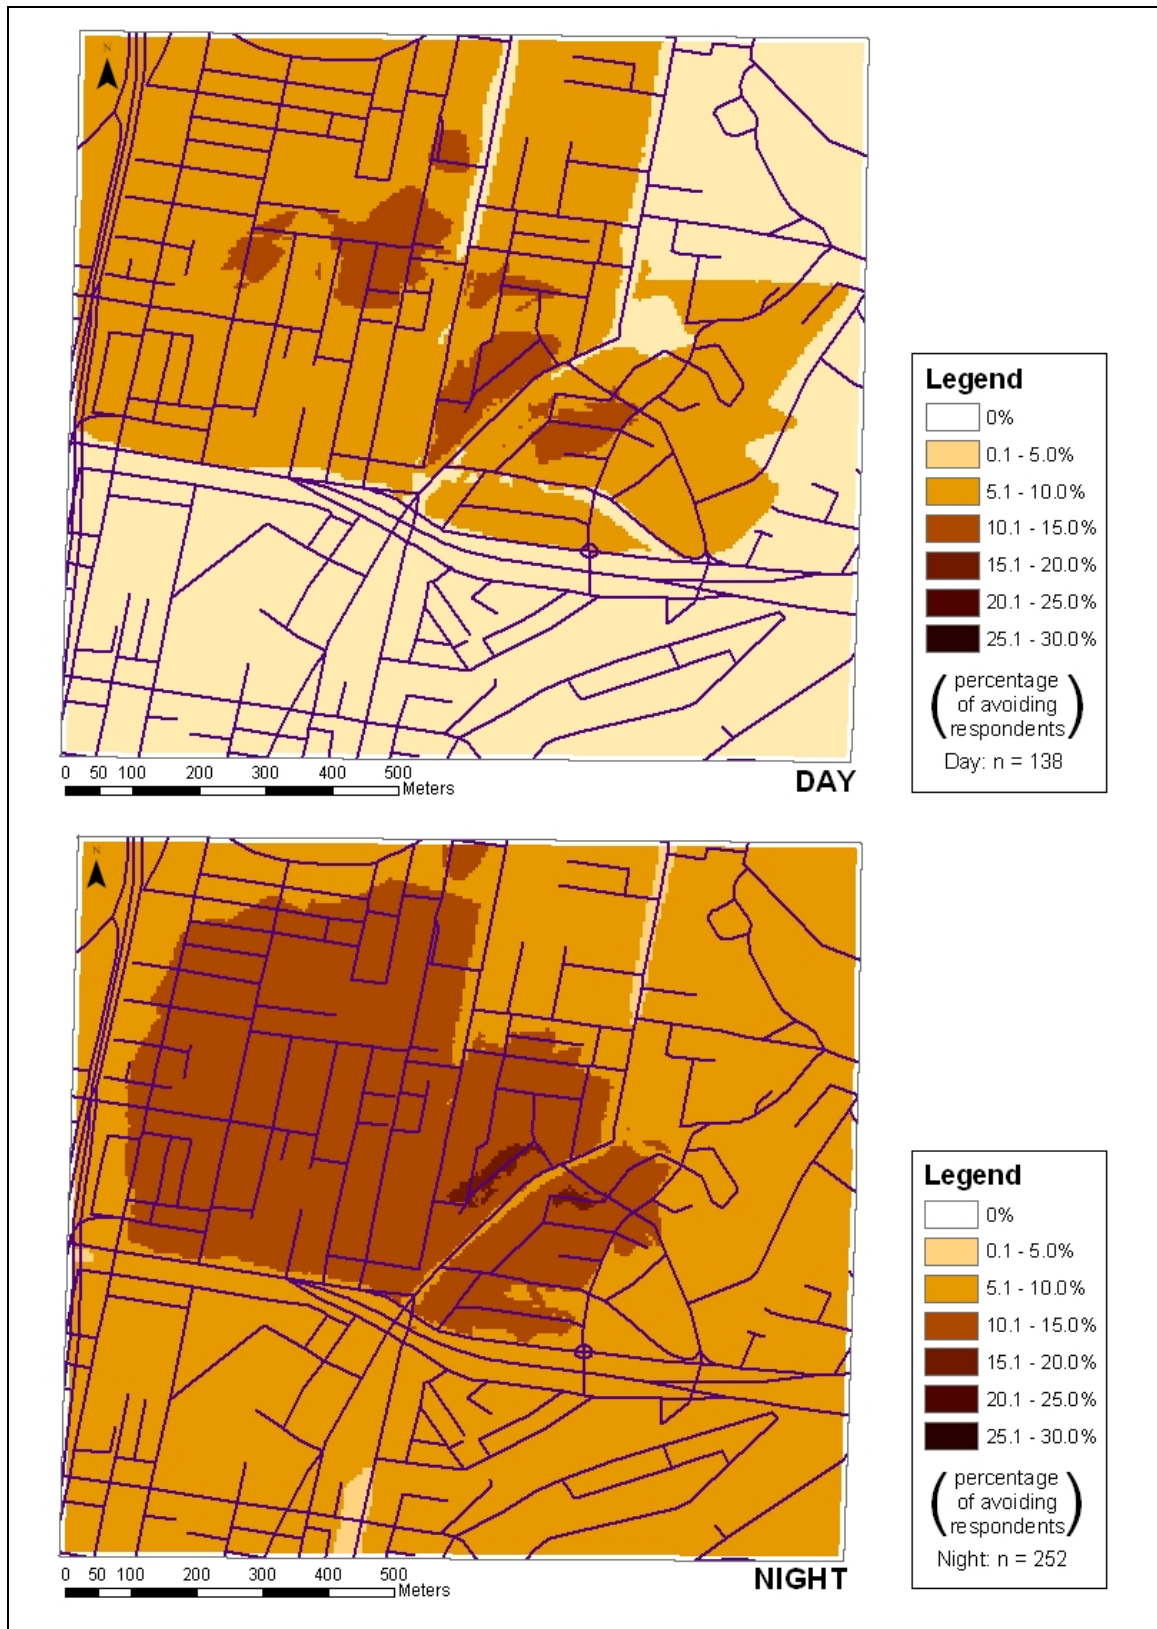 N
Legend
0%
0.1 - 5.0%
5.1 - 10.0%
10.1 - 15.0%
15.1 - 20.0%
20.1 - 25.0%
25.1 - 30.0%
( percentage
of avoiding
respondents )
Day: n = 138
0 50 100 200 300 400 500
Meters
DAY
N
Legend
0%
0.1 - 5.0%
5.1 - 10.0%
10.1 - 15.0%
15.1 - 20.0%
20.1 - 25.0%
25.1 - 30.0%
( percentage
of avoiding
respondents )
Night: n = 252
0 50 100 200 300 400 500
Meters
NIGHT